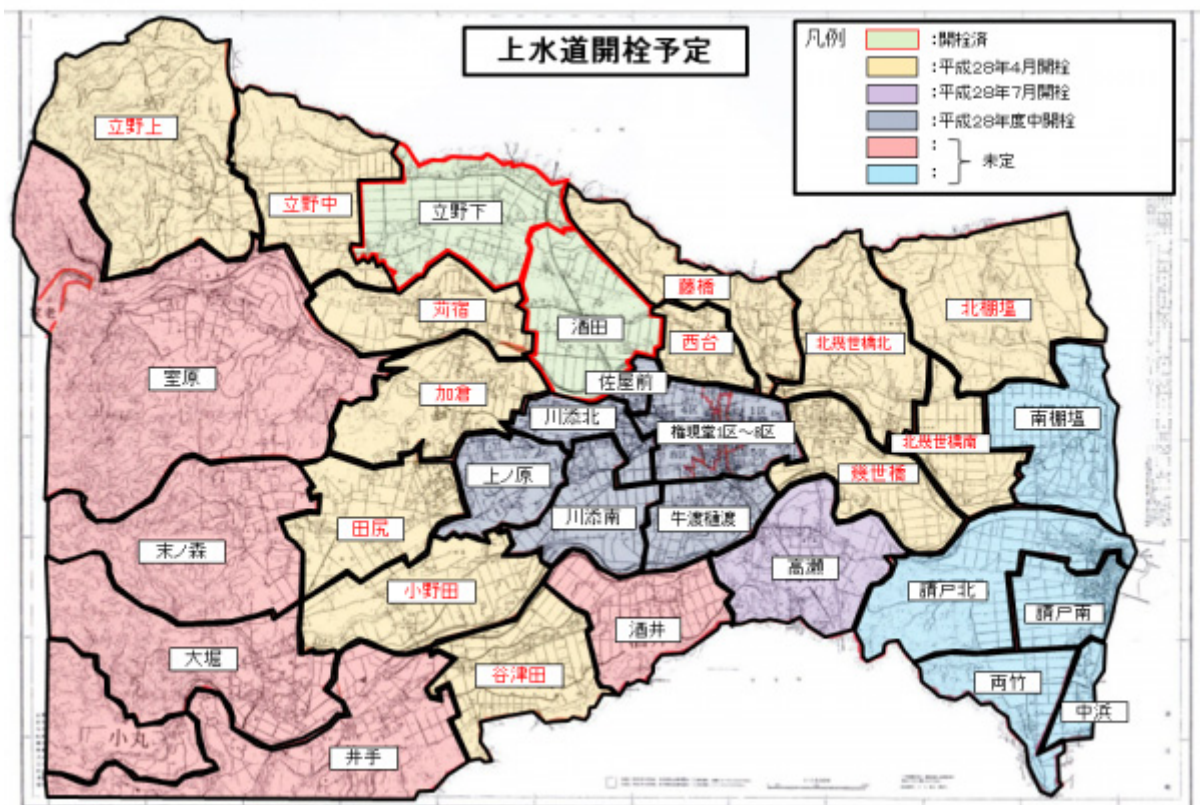 上水道開栓予定
凡例
：開栓済
：平成28年4月開栓
：平成28年7月開栓
：平成28年度中開栓
：
：
未定
立野上
立野中
立野下
苅宿
酒田
藤橋
西台
北幾世橋北
北棚塩
室原
加倉
佐屋前
川添北
権現堂1区～8区
北幾世橋南
南棚塩
上ノ原
幾世橋
田尻
川添南
牛渡樋渡
末ノ森
高瀬
小野田
請戸北
請戸南
酒井
大堀
谷津田
両竹
中浜
小丸
井手